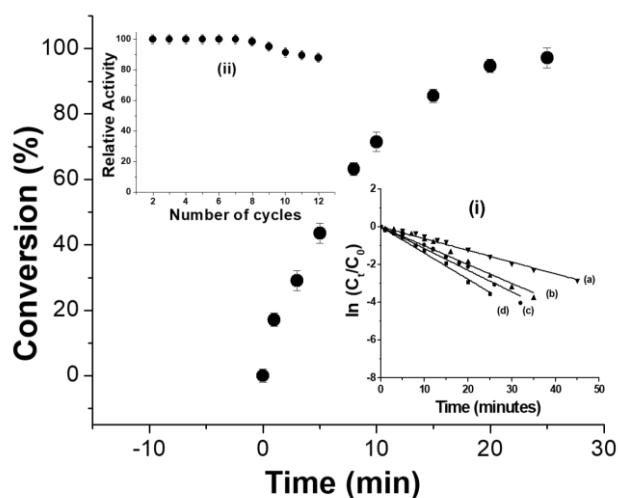 Conversion (%)
100
80
60
40
20
0
-10
0
10
20
30
Time (min)
(ii)
Relative Activity
100
80
60
40
20
0
2
4
6
8
10
12
Number of cycles
(i)
ln (Ct/C0)
0
-2
-4
-6
-8
(a)
(b)
(c)
(d)
0
10
20
30
40
50
Time (minutes)